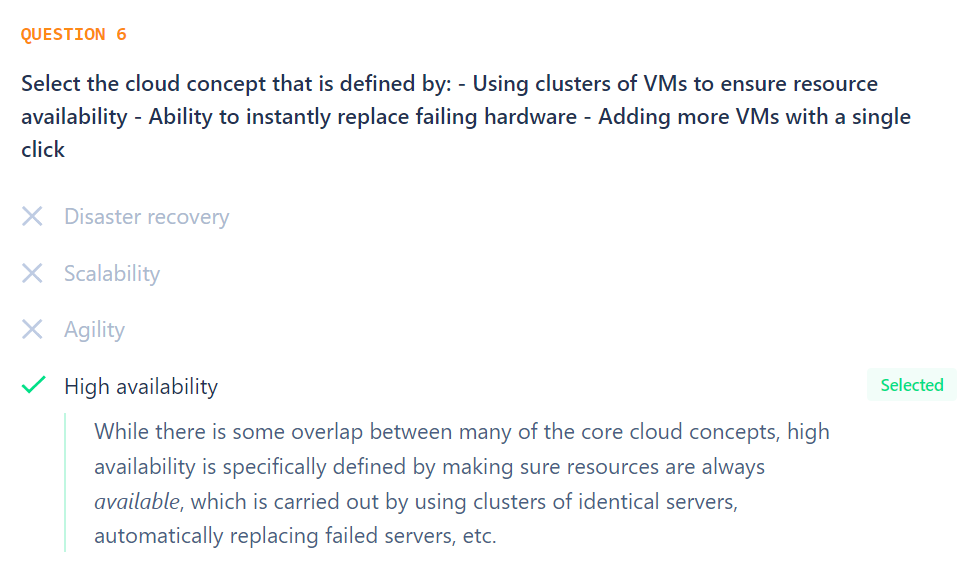 QUESTION 6
Select the cloud concept that is defined by: - Using clusters of VMs to ensure resource
availability - Ability to instantly replace failing hardware - Adding more VMs with a single
click
Disaster recovery
Scalability
Agility
High availability
Selected
While there is some overlap between many of the core cloud concepts, high
availability is specifically defined by making sure resources are always
available, which is carried out by using clusters of identical servers,
automatically replacing failed servers, etc.